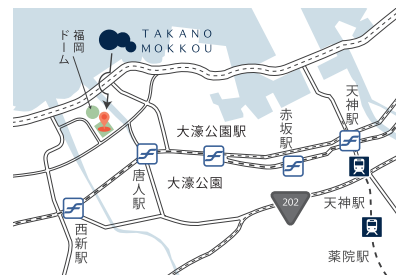 TAKANO
MOKKOU
福岡
ドーム
天神駅
赤坂駅
大濠公園駅
唐人町駅
大濠公園
202
天神駅
西新駅
薬院駅